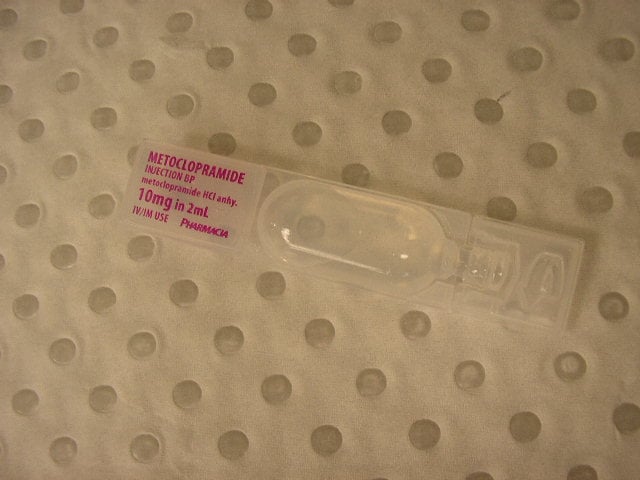 METOCLOPRAMIDE
INJECTION BP
metoclopramide HCl anhy.
10mg in 2mL
IV/IM USE PHARMACIA